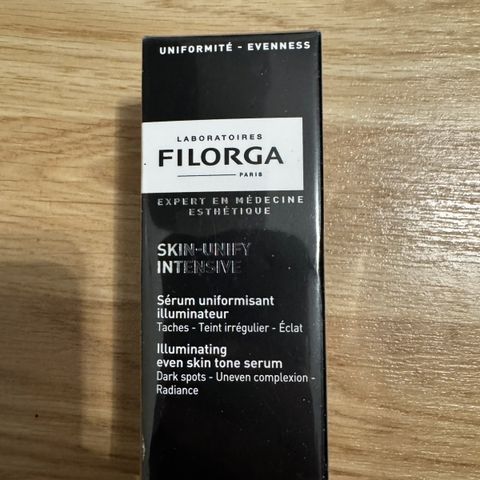 UNIFORMITÉ - EVENNESS
LABORATOIRES
FILORGA
PARIS
EXPERT EN MÉDECINE
ESTHÉTIQUE
SKIN-UNIFY
INTENSIVE
Sérum uniformisant
illuminateur
Taches - Teint irrégulier - Éclat
Illuminating
even skin tone serum
Dark spots - Uneven complexion -
Radiance